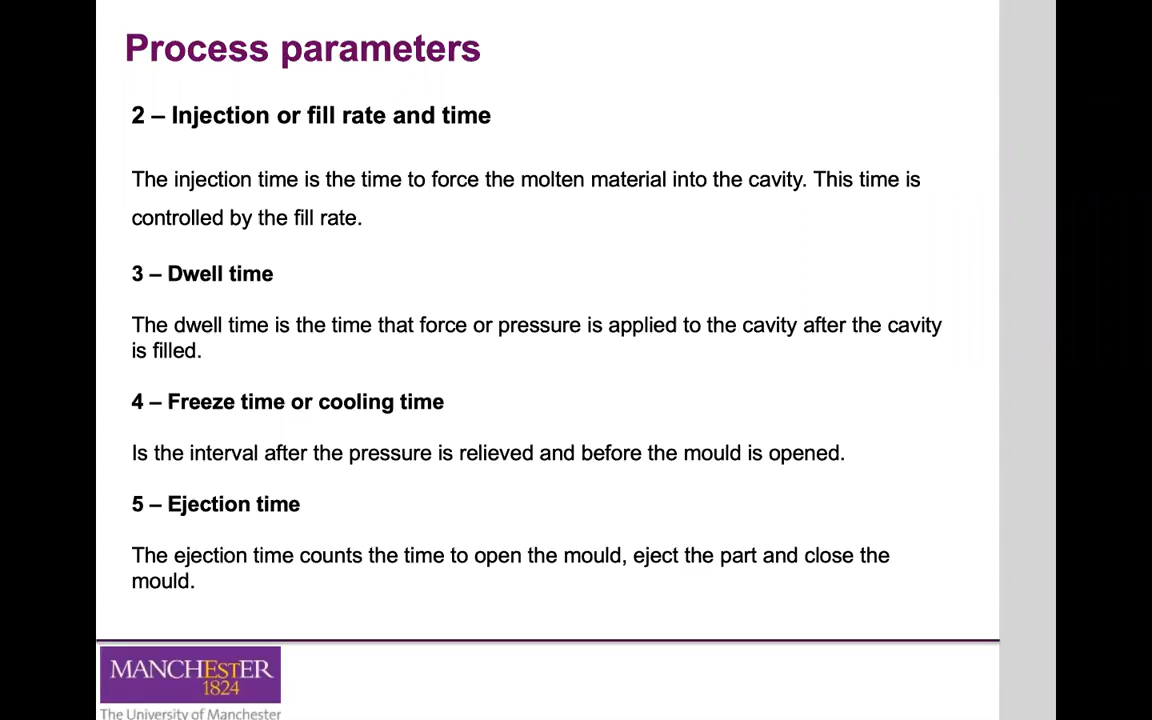 Process parameters
2 – Injection or fill rate and time
The injection time is the time to force the molten material into the cavity. This time is
controlled by the fill rate.
3 – Dwell time
The dwell time is the time that force or pressure is applied to the cavity after the cavity
is filled.
4 – Freeze time or cooling time
Is the interval after the pressure is relieved and before the mould is opened.
5 – Ejection time
The ejection time counts the time to open the mould, eject the part and close the
mould.
MANCHESTER
1824
The University of Manchester